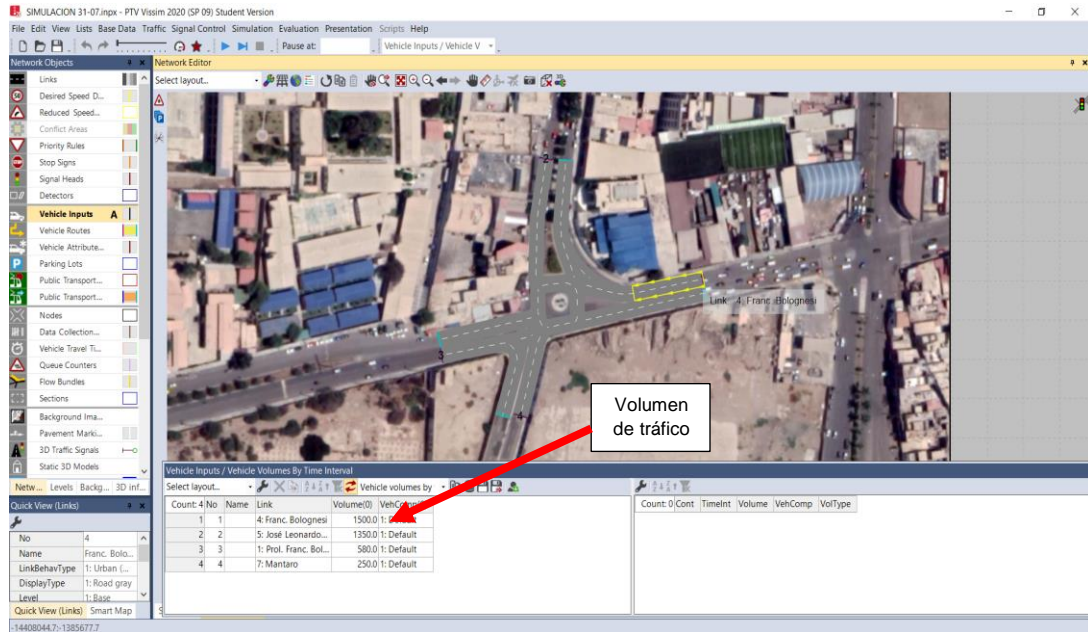 SIMULACION 31-07.inpx - PTV Vissim 2020 (SP 09) Student Version
File Edit View Lists Base Data Traffic Signal Control Simulation Evaluation Presentation Scripts Help
Pause at: Vehicle Inputs / Vehicle V
Network Objects
Network Editor
Select layout...
Links
Desired Speed D...
Reduced Speed...
Conflict Areas
Priority Rules
Stop Signs
Signal Heads
Detectors
Vehicle Inputs A
Vehicle Routes
Vehicle Attribute...
Parking Lots
Public Transport...
Public Transport...
Nodes
Data Collection...
Vehicle Travel Ti...
Queue Counters
Flow Bundles
Sections
Background Ima...
Pavement Marki...
3D Traffic Signals
Static 3D Models
Netw... Levels Backg... 3D inf...
2
Link 4: Franc. Bolognesi
3
4
Volumen
de tráfico
Quick View (Links)
No 4
Name Franc. Bolo...
LinkBehavType 1: Urban (...
DisplayType 1: Road gray
Level 1: Base
Quick View (Links) Smart Map
Vehicle Inputs / Vehicle Volumes By Time Interval
Select layout... Vehicle volumes by
Count: 4 No Name Link Volume(0) VehComp(
1 1 4: Franc. Bolognesi 1500.0 1:
2 2 5: José Leonardo... 1350.0 1: Default
3 3 1: Prol. Franc. Bol... 580.0 1: Default
4 4 7: Mantaro 250.0 1: Default
Count: 0 Cont TimeInt Volume VehComp VolType
-14408044.7:-1385677.7